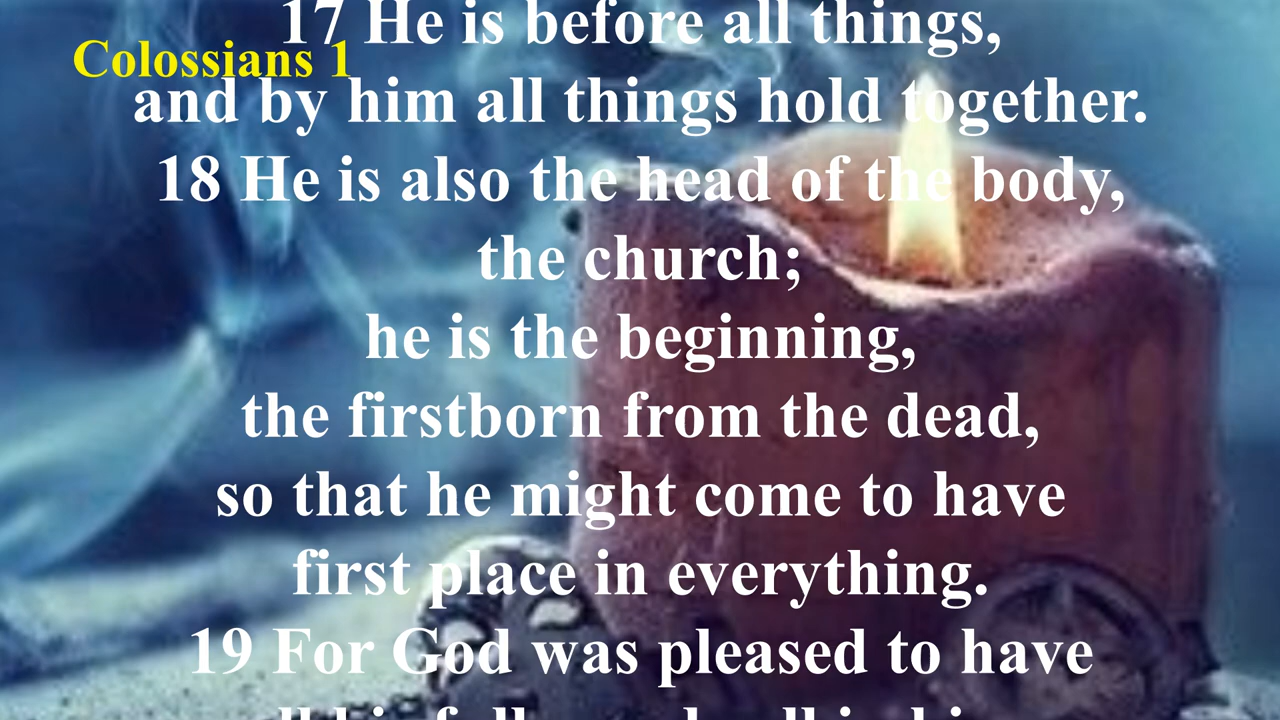 17 He is before all things,
Colossians 1
and by him all things hold together.
18 He is also the head of the body,
the church;
he is the beginning,
the firstborn from the dead,
so that he might come to have
first place in everything.
19 For God was pleased to have